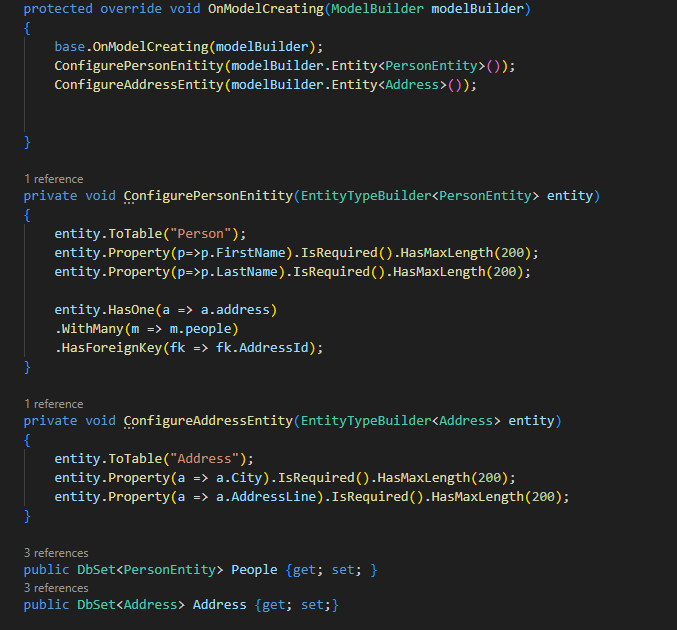 protected override void OnModelCreating(ModelBuilder modelBuilder)
{
    base.OnModelCreating(modelBuilder);
    ConfigurePersonEnitity(modelBuilder.Entity<PersonEntity>());
    ConfigureAddressEntity(modelBuilder.Entity<Address>());
}
1 reference
private void ConfigurePersonEnitity(EntityTypeBuilder<PersonEntity> entity)
{
    entity.ToTable("Person");
    entity.Property(p=>p.FirstName).IsRequired().HasMaxLength(200);
    entity.Property(p=>p.LastName).IsRequired().HasMaxLength(200);
    entity.HasOne(a => a.address)
    .WithMany(m => m.people)
    .HasForeignKey(fk => fk.AddressId);
}
1 reference
private void ConfigureAddressEntity(EntityTypeBuilder<Address> entity)
{
    entity.ToTable("Address");
    entity.Property(a => a.City).IsRequired().HasMaxLength(200);
    entity.Property(a => a.AddressLine).IsRequired().HasMaxLength(200);
}
3 references
public DbSet<PersonEntity> People {get; set; }
3 references
public DbSet<Address> Address {get; set;}